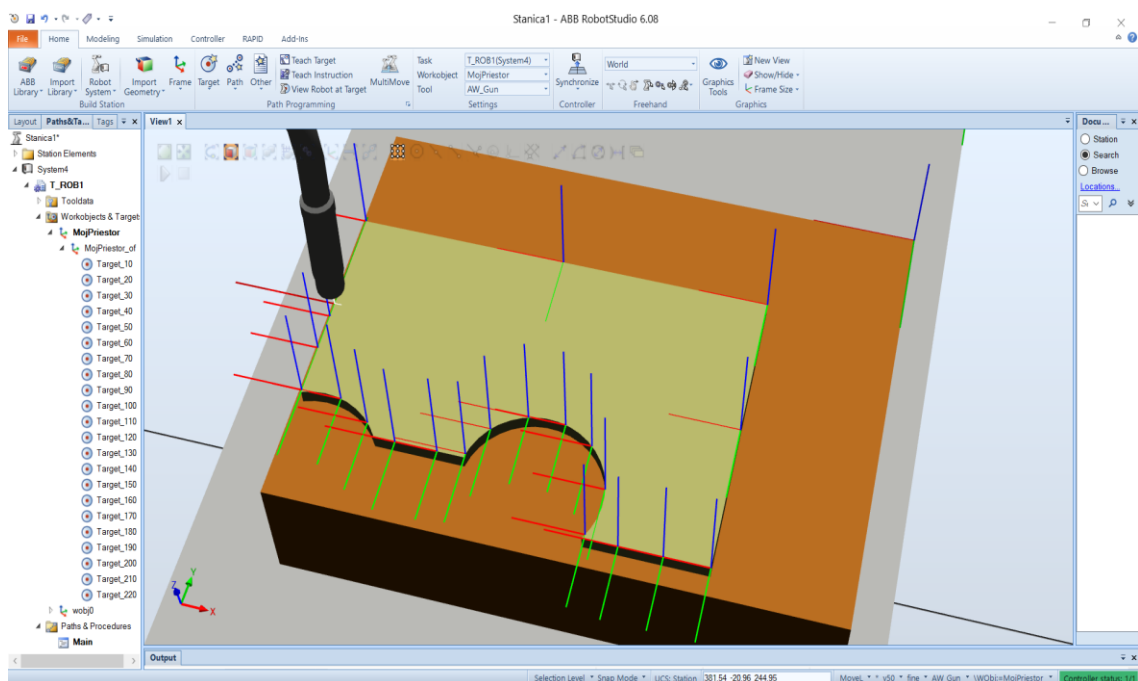 Stanica1 - ABB RobotStudio 6.08
File Home Modeling Simulation Controller RAPID Add-Ins
ABB Library Import Library Robot System Import Geometry Frame Target Path Other Teach Target Teach Instruction View Robot at Target MultiMove Task T_ROB1(System4) Workobject MojPriestor Tool AW_Gun Synchronize World Graphics Tools New View Show/Hide Frame Size
Build Station Path Programming Settings Controller Freehand Graphics
Layout Paths&Ta... Tags View1 Docu ...
Stanica1*
Station Elements
System4
T_ROB1
Tooldata
Workobjects & Target
MojPriestor
MojPriestor_of
Target_10
Target_20
Target_30
Target_40
Target_50
Target_60
Target_70
Target_80
Target_90
Target_100
Target_110
Target_120
Target_130
Target_140
Target_150
Target_160
Target_170
Target_180
Target_190
Target_200
Target_210
Target_220
wobj0
Paths & Procedures
Main
Z Y X
Station
Search
Browse
Locations...
Output
Selection Level Snap Mode UCS: Station 381.54 -20.96 244.95 MoveL * v50 fine AW_Gun \WObj:=MojPriestor Controller status: 1/1